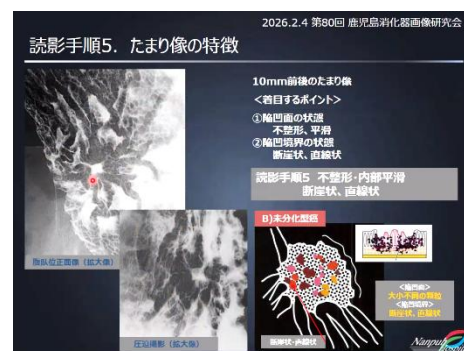 2026.2.4 第80回 鹿児島消化器画像研究会
読影手順5. たまり像の特徴
10mm前後のたまり像
<着目するポイント>
①陥凹面の状態
不整形、平滑
②陥凹境界の状態
断崖状、直線状
読影手順5 不整形・内部平滑
断崖状、直線状
腹臥位正面像(拡大像)
圧迫撮影(拡大像)
B)未分化型癌
断崖状・直線状
<陥凹面>
大小不同の顆粒
<陥凹境界>
断崖状、直線状
Nanpuh